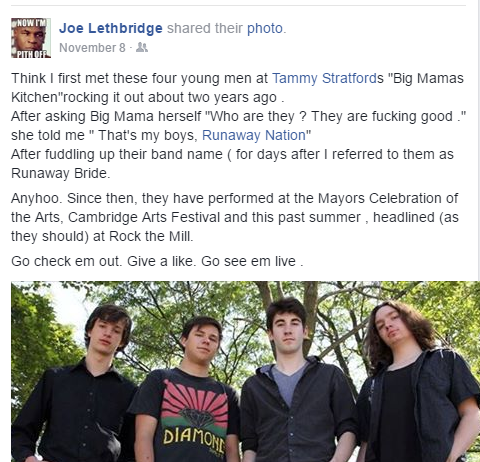 NOW I'M
PITH OFF
Joe Lethbridge shared their photo.
November 8 ·
Think I first met these four young men at Tammy Stratfords "Big Mamas
Kitchen"rocking it out about two years ago .
After asking Big Mama herself "Who are they ? They are fucking good ."
she told me " That's my boys, Runaway Nation"
After fuddling up their band name ( for days after I referred to them as
Runaway Bride.
Anyhoo. Since then, they have performed at the Mayors Celebration of
the Arts, Cambridge Arts Festival and this past summer , headlined (as
they should) at Rock the Mill.
Go check em out. Give a like. Go see em live .
DIAMOND